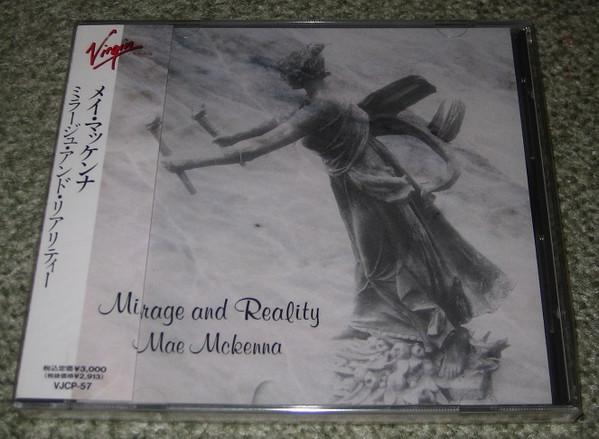 Virgin
メイ・マッケンナ
ミラージュ・アンド・リアリティー
Mirage and Reality
Mae Mckenna
税込定価¥3,000
(税抜価格¥2,913)
VJCP-57